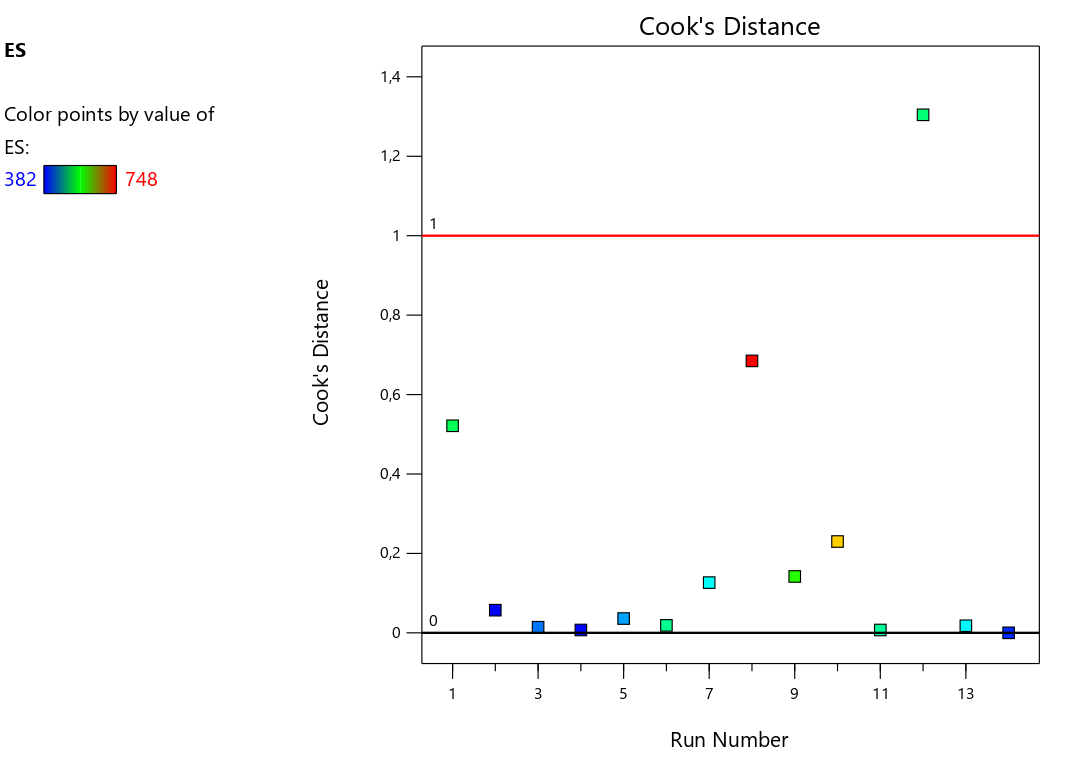 ES
Color points by value of
ES:
382 748
Cook's Distance
1,4
1,2
1
1
0,8
0,6
0,4
0,2
0
0
Cook's Distance
1 3 5 7 9 11 13
Run Number